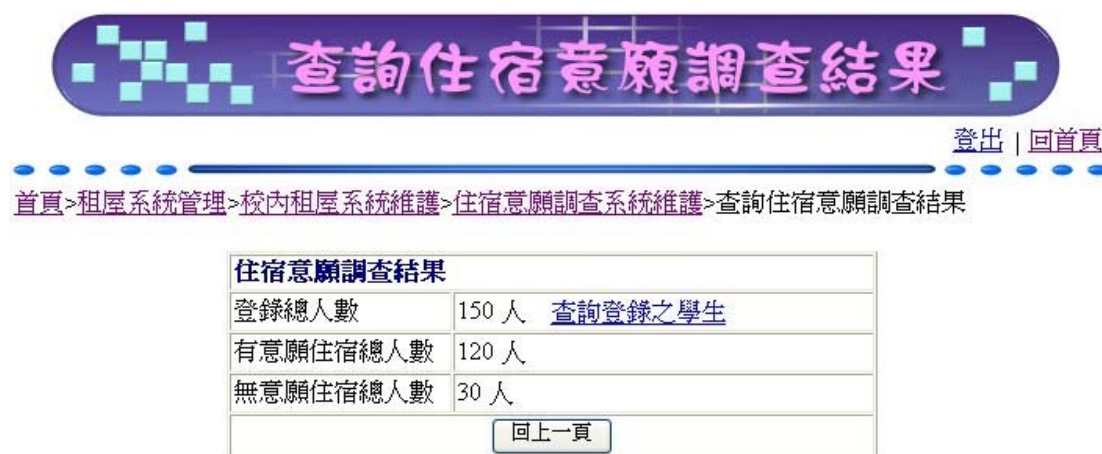 查詢住宿意願調查結果
登出 | 回首頁
首頁>租屋系統管理>校內租屋系統維護>住宿意願調查系統維護>查詢住宿意願調查結果
住宿意願調查結果
登錄總人數 150 人 查詢登錄之學生
有意願住宿總人數 120 人
無意願住宿總人數 30 人
回上一頁